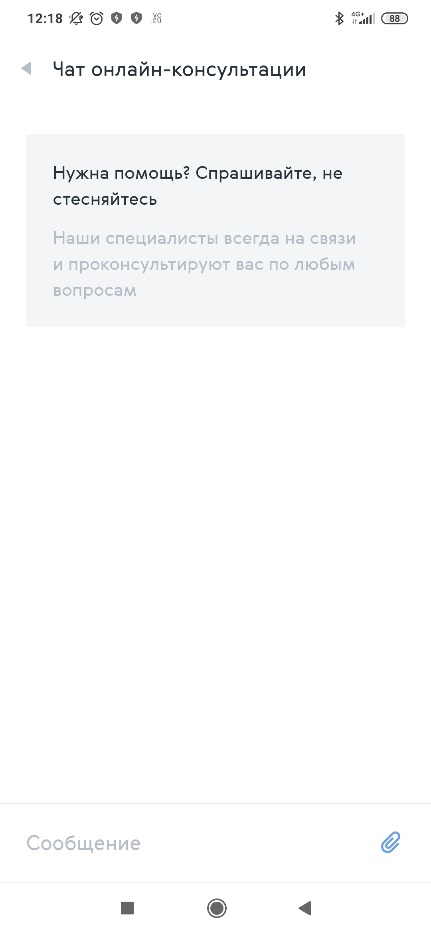 12:18
4G+
88
Чат онлайн-консультации
Нужна помощь? Спрашивайте, не
стесняйтесь
Наши специалисты всегда на связи
и проконсультируют вас по любым
вопросам
Сообщение